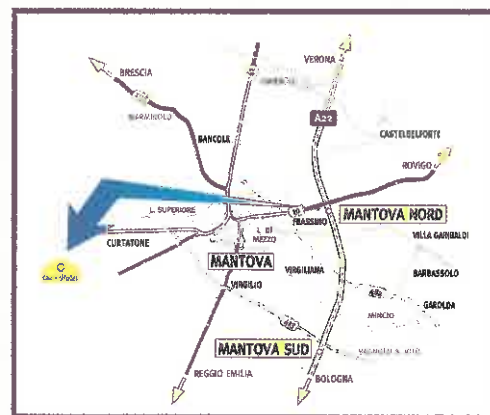 VERONA
BRESCIA
A22
BANCOLE
CASTELBELFORTE
ROVIGO
L. SUPERIORE
FRASSINO
MANTOVA NORD
CURTATONE
L. DI
MEZZO
VILLA GARIBALDI
MANTOVA
VIRGILIANA
BARBASSOLO
VIRGILIO
GAROLDA
MINCIO
MANTOVA SUD
REGGIO EMILIA
BOLOGNA